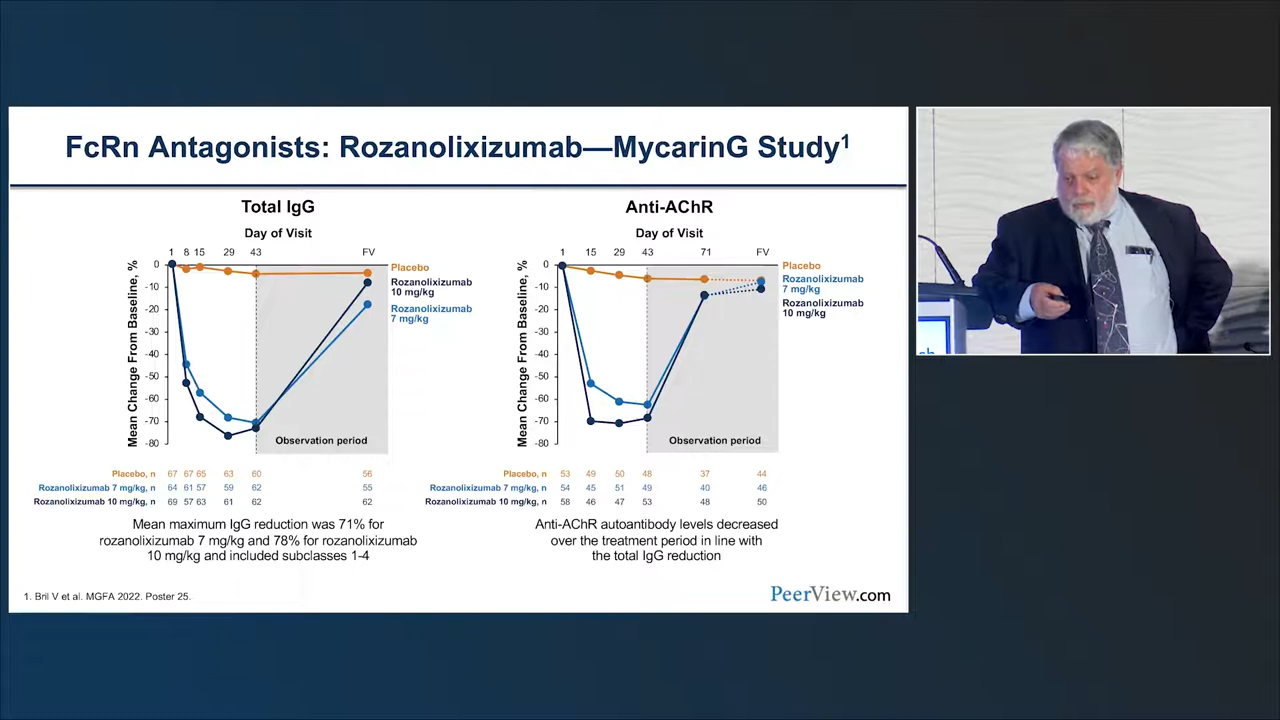 FcRn Antagonists: Rozanolixizumab—MycarinG Study1
Total IgG
Day of Visit
1 8 15 29 43 FV
Mean Change From Baseline, %
0
-10
-20
-30
-40
-50
-60
-70
-80
Placebo
Rozanolixizumab
10 mg/kg
Rozanolixizumab
7 mg/kg
Observation period
Placebo, n 67 67 65 63 60 56
Rozanolixizumab 7 mg/kg, n 64 61 57 59 62 55
Rozanolixizumab 10 mg/kg, n 69 57 63 61 62 62
Mean maximum IgG reduction was 71% for
rozanolixizumab 7 mg/kg and 78% for rozanolixizumab
10 mg/kg and included subclasses 1-4
Anti-AChR
Day of Visit
1 15 29 43 71 FV
Mean Change From Baseline, %
0
-10
-20
-30
-40
-50
-60
-70
-80
Placebo
Rozanolixizumab
7 mg/kg
Rozanolixizumab
10 mg/kg
Observation period
Placebo, n 53 49 50 48 37 44
Rozanolixizumab 7 mg/kg, n 54 45 51 49 40 46
Rozanolixizumab 10 mg/kg, n 58 46 47 53 48 50
Anti-AChR autoantibody levels decreased
over the treatment period in line with
the total IgG reduction
1. Bril V et al. MGFA 2022. Poster 25.
PeerView.com